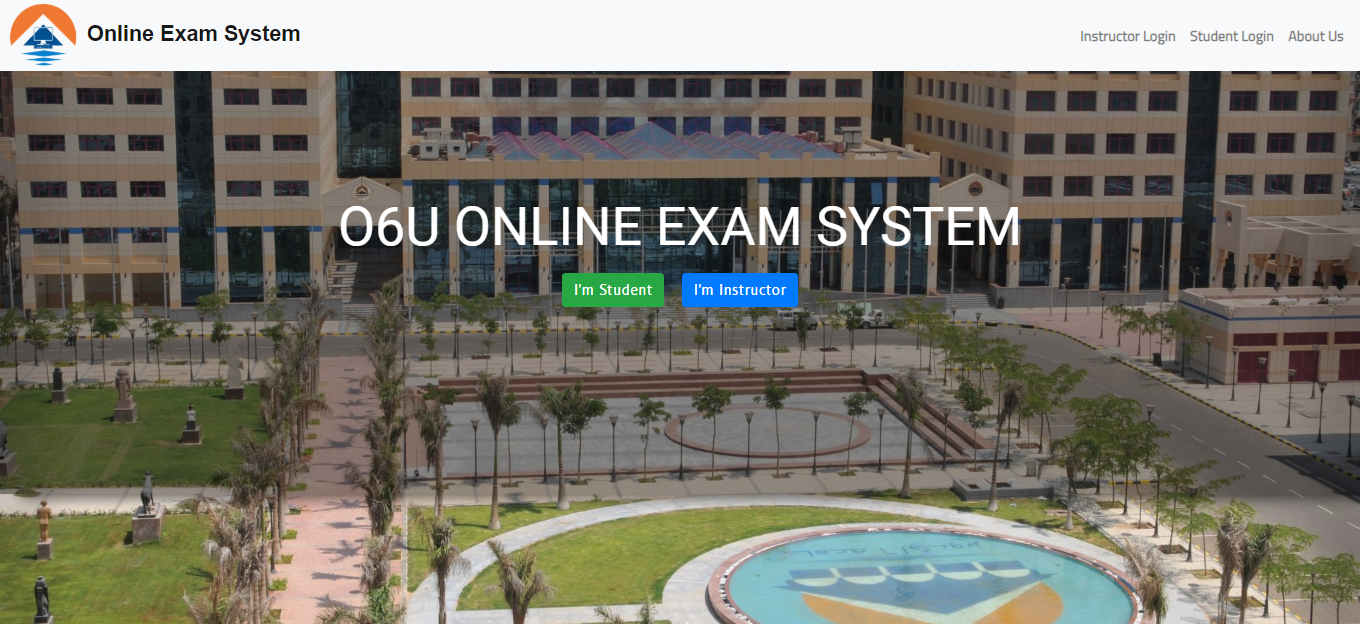 Online Exam System
Instructor Login Student Login About Us
O6U ONLINE EXAM SYSTEM
I'm Student I'm Instructor